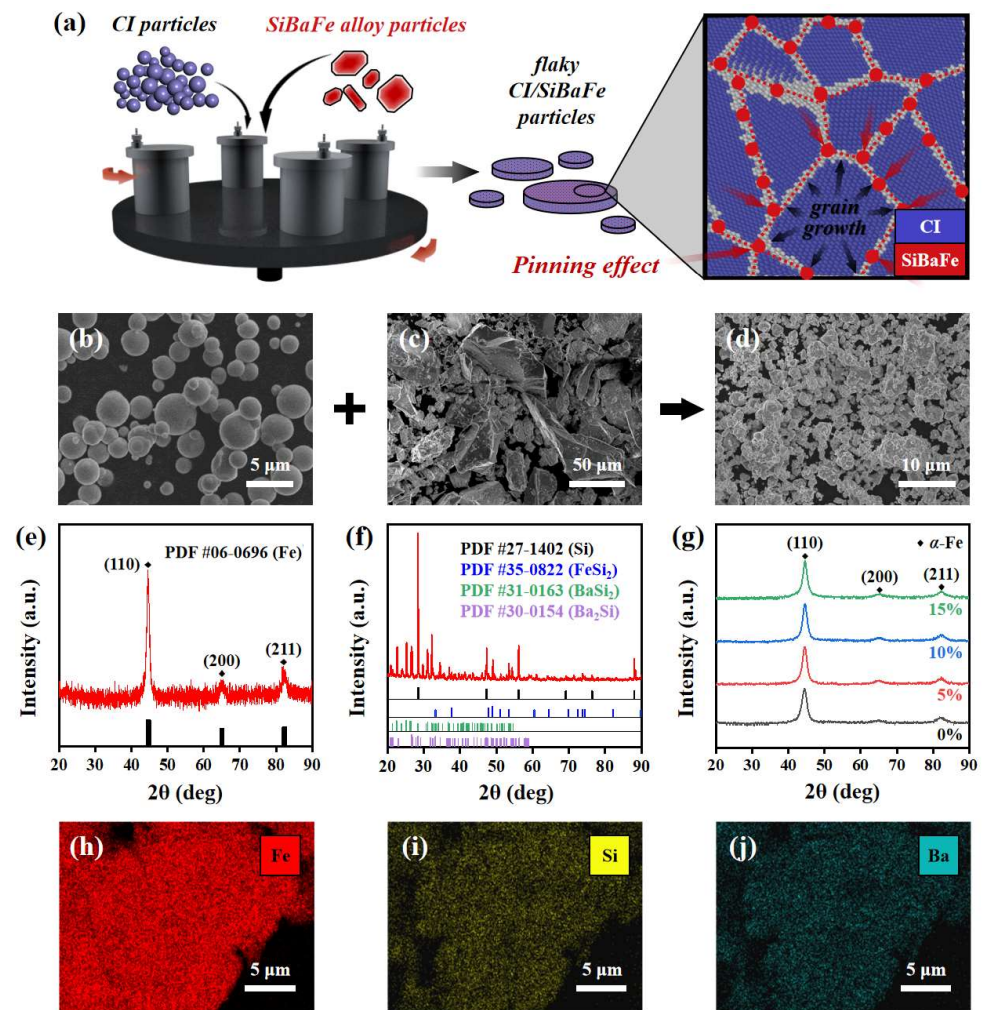 (a)
CI particles
SiBaFe alloy particles
flaky
CI/SiBaFe
particles
grain
growth
Pinning effect
CI
SiBaFe
(b)
5 μm
(c)
50 μm
(d)
10 μm
(e)
PDF #06-0696 (Fe)
(110)
(200)
(211)
Intensity (a.u.)
20 30 40 50 60 70 80 90
2θ (deg)
(f)
PDF #27-1402 (Si)
PDF #35-0822 (FeSi₂)
PDF #31-0163 (BaSi₂)
PDF #30-0154 (Ba₂Si)
Intensity (a.u.)
20 30 40 50 60 70 80 90
2θ (deg)
(g)
α-Fe
(110)
(200)
(211)
15%
10%
5%
0%
Intensity (a.u.)
20 30 40 50 60 70 80 90
2θ (deg)
(h)
Fe
5 μm
(i)
Si
5 μm
(j)
Ba
5 μm